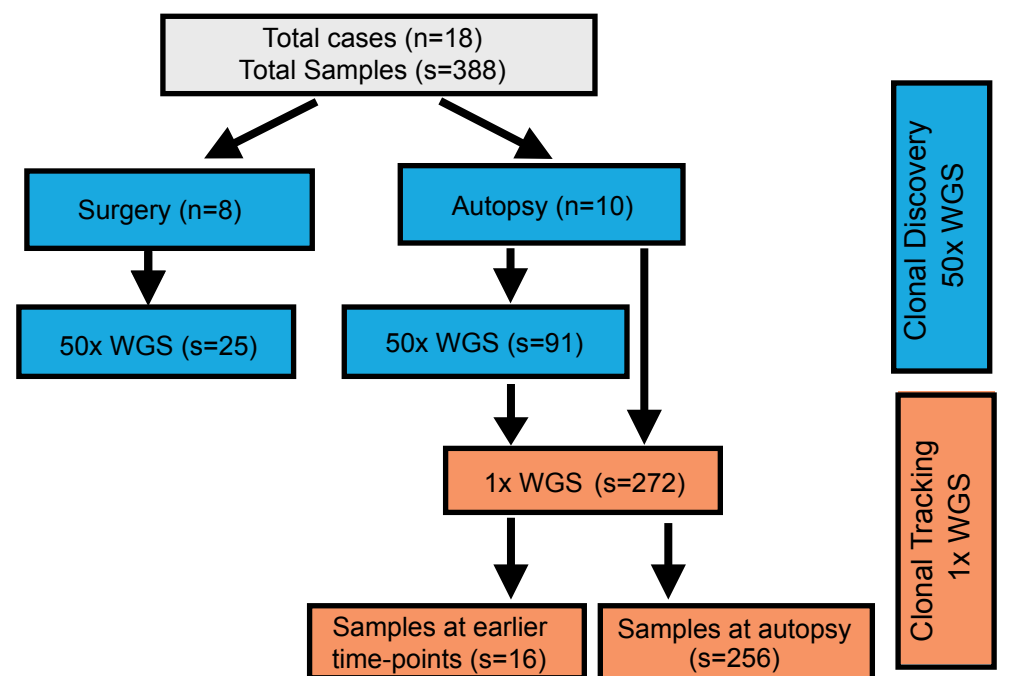 Total cases (n=18)
Total Samples (s=388)
Surgery (n=8)
Autopsy (n=10)
50x WGS (s=25)
50x WGS (s=91)
1x WGS (s=272)
Samples at earlier
time-points (s=16)
Samples at autopsy
(s=256)
Clonal Discovery
50x WGS
Clonal Tracking
1x WGS